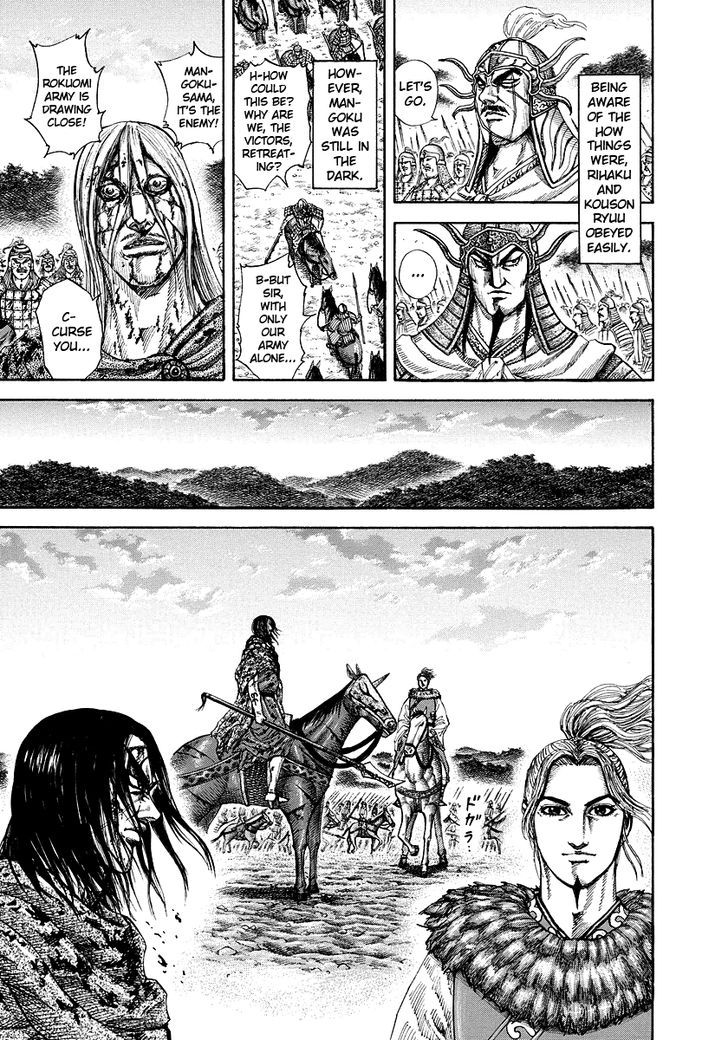 BEING
AWARE OF
THE HOW
THINGS
WERE,
RIHAKU
AND
KOUSON
RYUU
OBEYED
EASILY.
LET'S
GO.
...
HOW-
EVER,
MAN-
GOKU
WAS
STILL IN
THE
DARK.
H-HOW
COULD
THIS BE?
WHY ARE
WE, THE
VICTORS,
RETREAT-
ING?
B-BUT
SIR,
WITH
ONLY
OUR
ARMY
ALONE...
MAN-
GOKU-
SAMA,
IT'S THE
ENEMY!
THE
ROKUOMI
ARMY IS
DRAWING
CLOSE!
C-
CURSE
YOU...
ドガラ